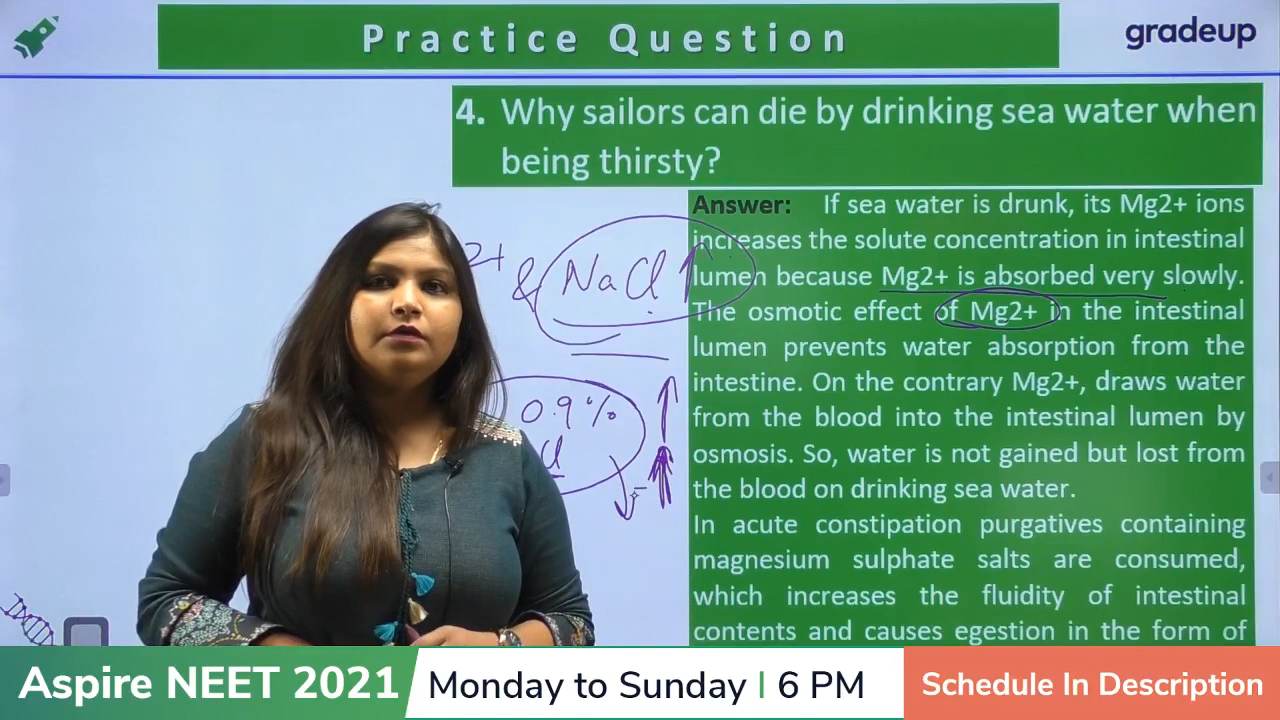 Practice Question
gradeup
4. Why sailors can die by drinking sea water when
being thirsty?
Answer: If sea water is drunk, its Mg2+ ions
increases the solute concentration in intestinal
lumen because Mg2+ is absorbed very slowly.
The osmotic effect of Mg2+ in the intestinal
lumen prevents water absorption from the
intestine. On the contrary Mg2+, draws water
from the blood into the intestinal lumen by
osmosis. So, water is not gained but lost from
the blood on drinking sea water.
In acute constipation purgatives containing
magnesium sulphate salts are consumed,
which increases the fluidity of intestinal
contents and causes egestion in the form of
2+ & NaCl ↑
0.9%
Aspire NEET 2021
Monday to Sunday | 6 PM
Schedule In Description